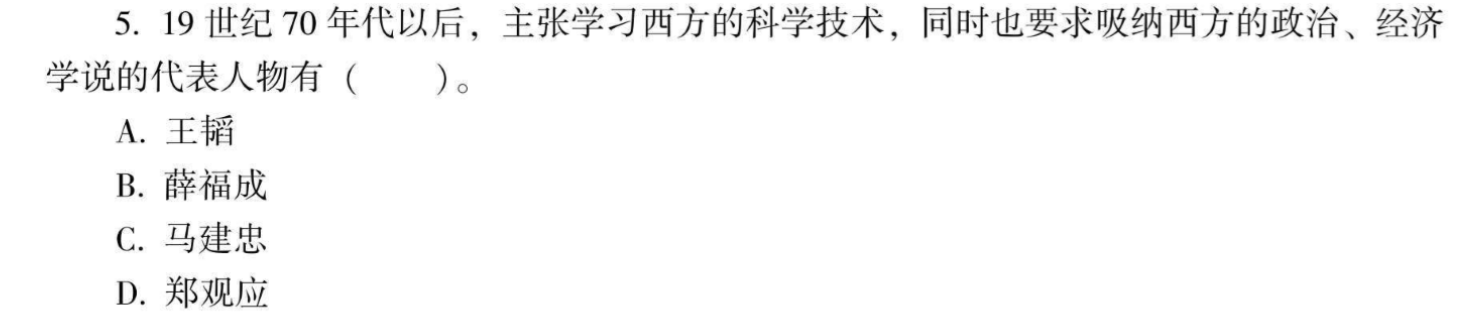 5. 19 世纪 70 年代以后，主张学习西方的科学技术，同时也要求吸纳西方的政治、经济
学说的代表人物有（　　）。
A. 王韬
B. 薛福成
C. 马建忠
D. 郑观应